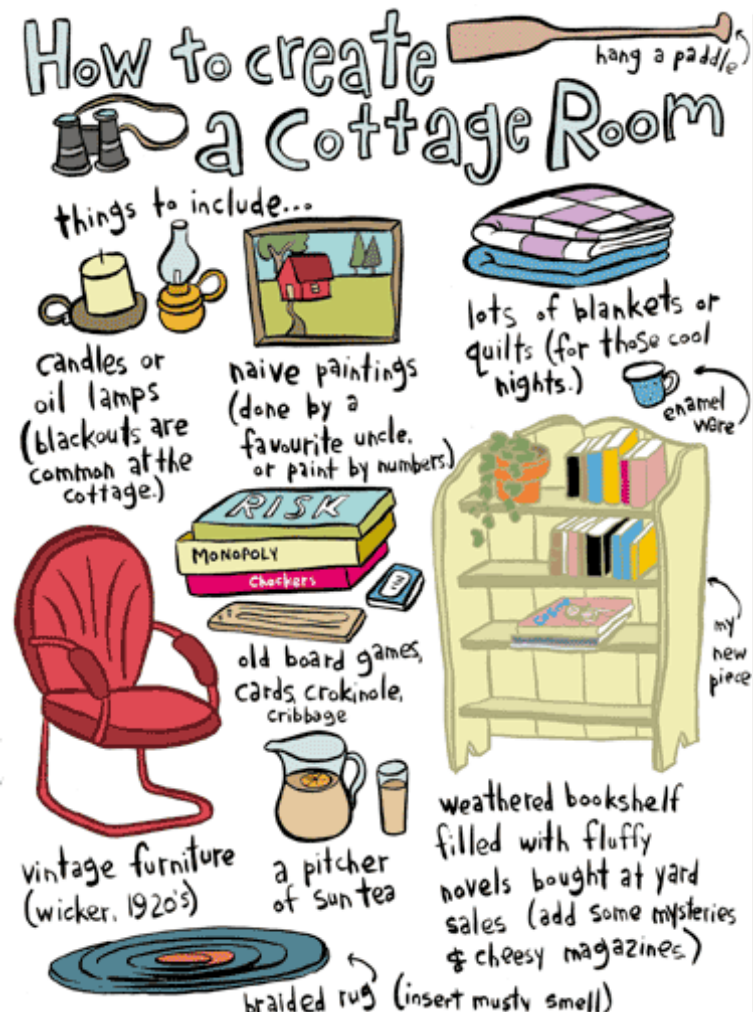 How to create
hang a paddle
a Cottage Room
things to include...
candles or
oil lamps
(blackouts are
common at the
cottage.)
naive paintings
(done by a
favourite uncle.
or paint by numbers.)
lots of blankets or
quilts (for those cool
nights.)
enamel
ware
RISK
MONOPOLY
Checkers
old board games,
cards, crokinole,
cribbage
my
new
piece
vintage furniture
(wicker, 1920's)
a pitcher
of sun tea
weathered bookshelf
filled with fluffy
novels bought at yard
sales (add some mysteries
& cheesy magazines.)
braided rug (insert musty smell)